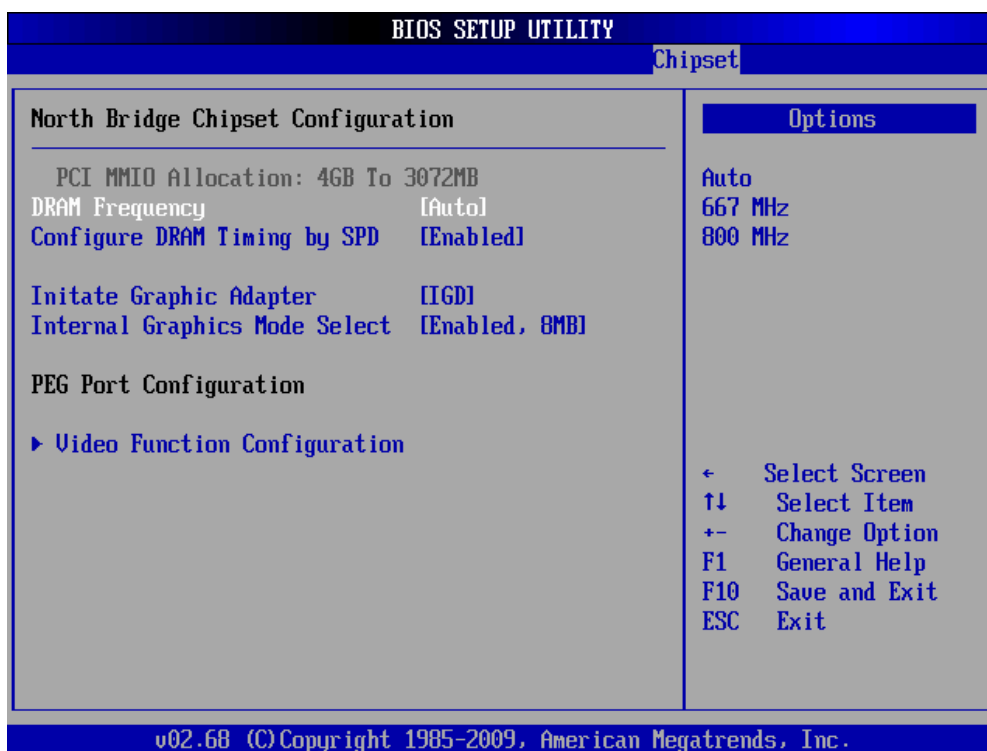 BIOS SETUP UTILITY
Chipset
North Bridge Chipset Configuration
PCI MMIO Allocation: 4GB To 3072MB
DRAM Frequency [Auto]
Configure DRAM Timing by SPD [Enabled]
Initate Graphic Adapter [IGD]
Internal Graphics Mode Select [Enabled, 8MB]
PEG Port Configuration
▶ Video Function Configuration
Options
Auto
667 MHz
800 MHz
← Select Screen
↑↓ Select Item
+- Change Option
F1 General Help
F10 Save and Exit
ESC Exit
v02.68 (C)Copyright 1985-2009, American Megatrends, Inc.